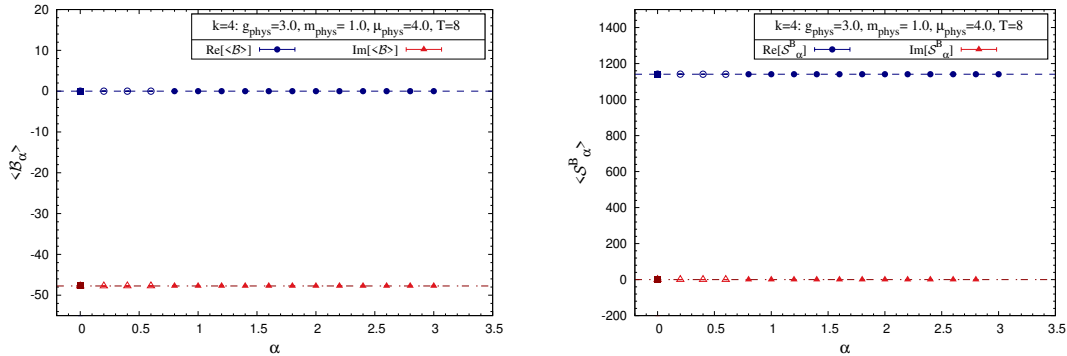 k=4: g_phys=3.0, m_phys= 1.0, μ_phys=4.0, T=8
Re[<ℬ>] Im[<ℬ>]
20
10
0
-10
-20
-30
-40
-50
<ℬ_α>
0 0.5 1 1.5 2 2.5 3 3.5
α
k=4: g_phys=3.0, m_phys= 1.0, μ_phys=4.0, T=8
Re[𝒮^B_α] Im[𝒮^B_α]
1400
1200
1000
800
600
400
200
0
-200
<𝒮^B_α>
0 0.5 1 1.5 2 2.5 3 3.5
α